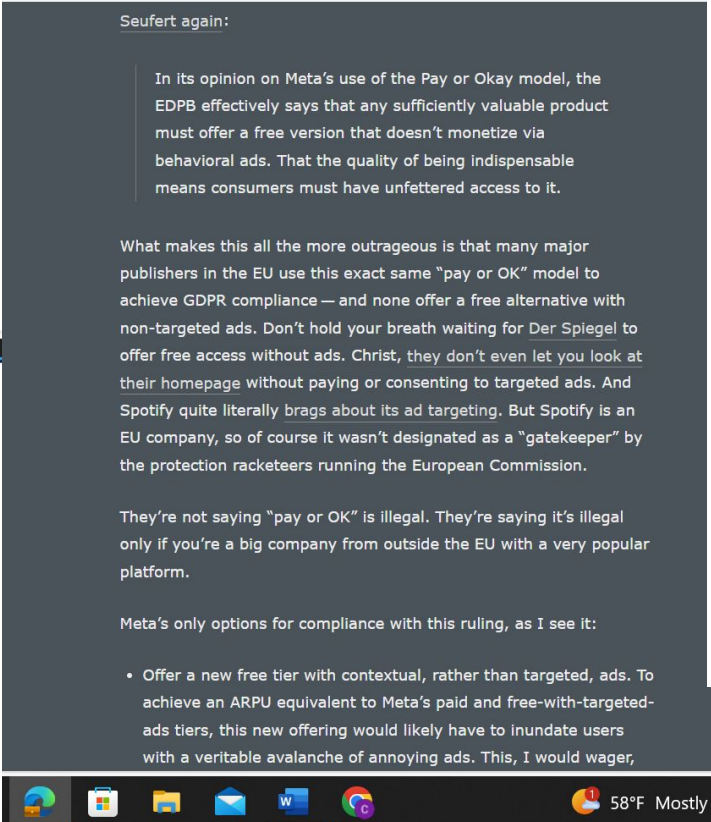 Seufert again:
In its opinion on Meta’s use of the Pay or Okay model, the
EDPB effectively says that any sufficiently valuable product
must offer a free version that doesn’t monetize via
behavioral ads. That the quality of being indispensable
means consumers must have unfettered access to it.
What makes this all the more outrageous is that many major
publishers in the EU use this exact same “pay or OK” model to
achieve GDPR compliance — and none offer a free alternative with
non-targeted ads. Don’t hold your breath waiting for Der Spiegel to
offer free access without ads. Christ, they don’t even let you look at
their homepage without paying or consenting to targeted ads. And
Spotify quite literally brags about its ad targeting. But Spotify is an
EU company, so of course it wasn’t designated as a “gatekeeper” by
the protection racketeers running the European Commission.
They’re not saying “pay or OK” is illegal. They’re saying it’s illegal
only if you’re a big company from outside the EU with a very popular
platform.
Meta’s only options for compliance with this ruling, as I see it:
• Offer a new free tier with contextual, rather than targeted, ads. To
achieve an ARPU equivalent to Meta’s paid and free-with-targeted-
ads tiers, this new offering would likely have to inundate users
with a veritable avalanche of annoying ads. This, I would wager,
W
C
1
58°F Mostly